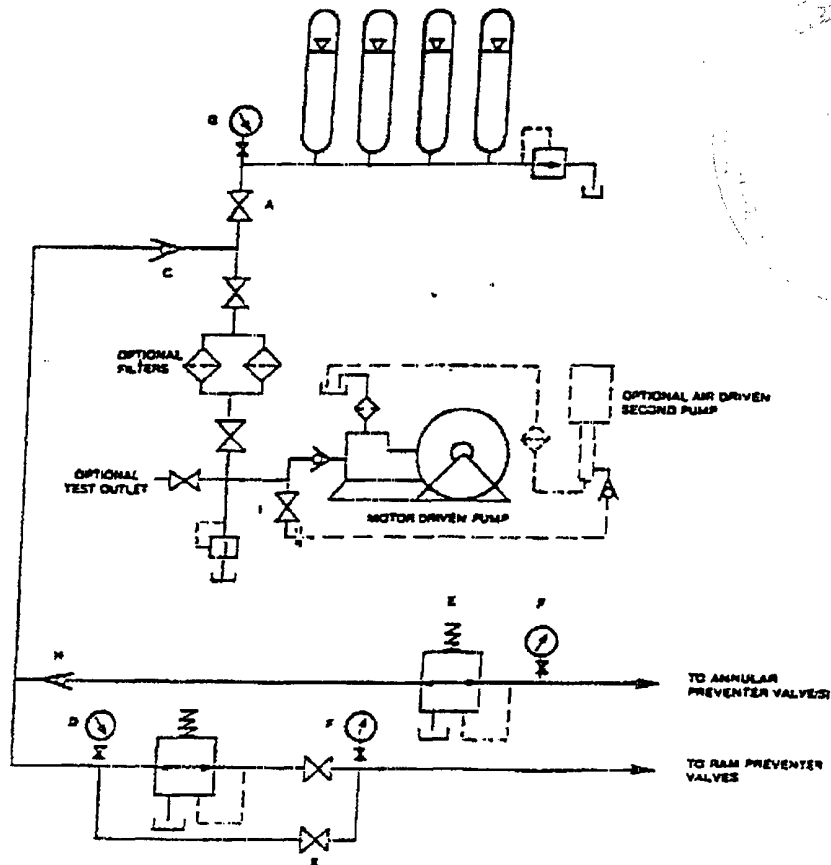 A
C
OPTIONAL
FILTERS
OPTIONAL AIR DRIVEN
SECOND PUMP
OPTIONAL
TEST OUTLET
I
MOTOR DRIVEN PUMP
E
F
TO ANNULAR
PREVENTER VALVE(S)
D
F
TO RAM PREVENTER
VALVES